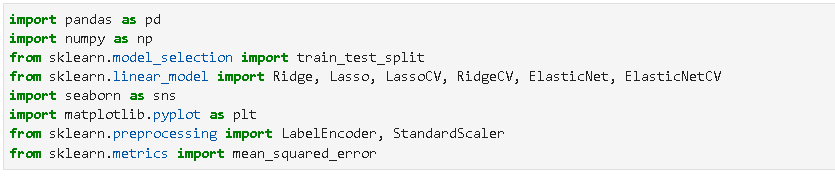 import pandas as pd
import numpy as np
from sklearn.model_selection import train_test_split
from sklearn.linear_model import Ridge, Lasso, LassoCV, RidgeCV, ElasticNet, ElasticNetCV
import seaborn as sns
import matplotlib.pyplot as plt
from sklearn.preprocessing import LabelEncoder, StandardScaler
from sklearn.metrics import mean_squared_error